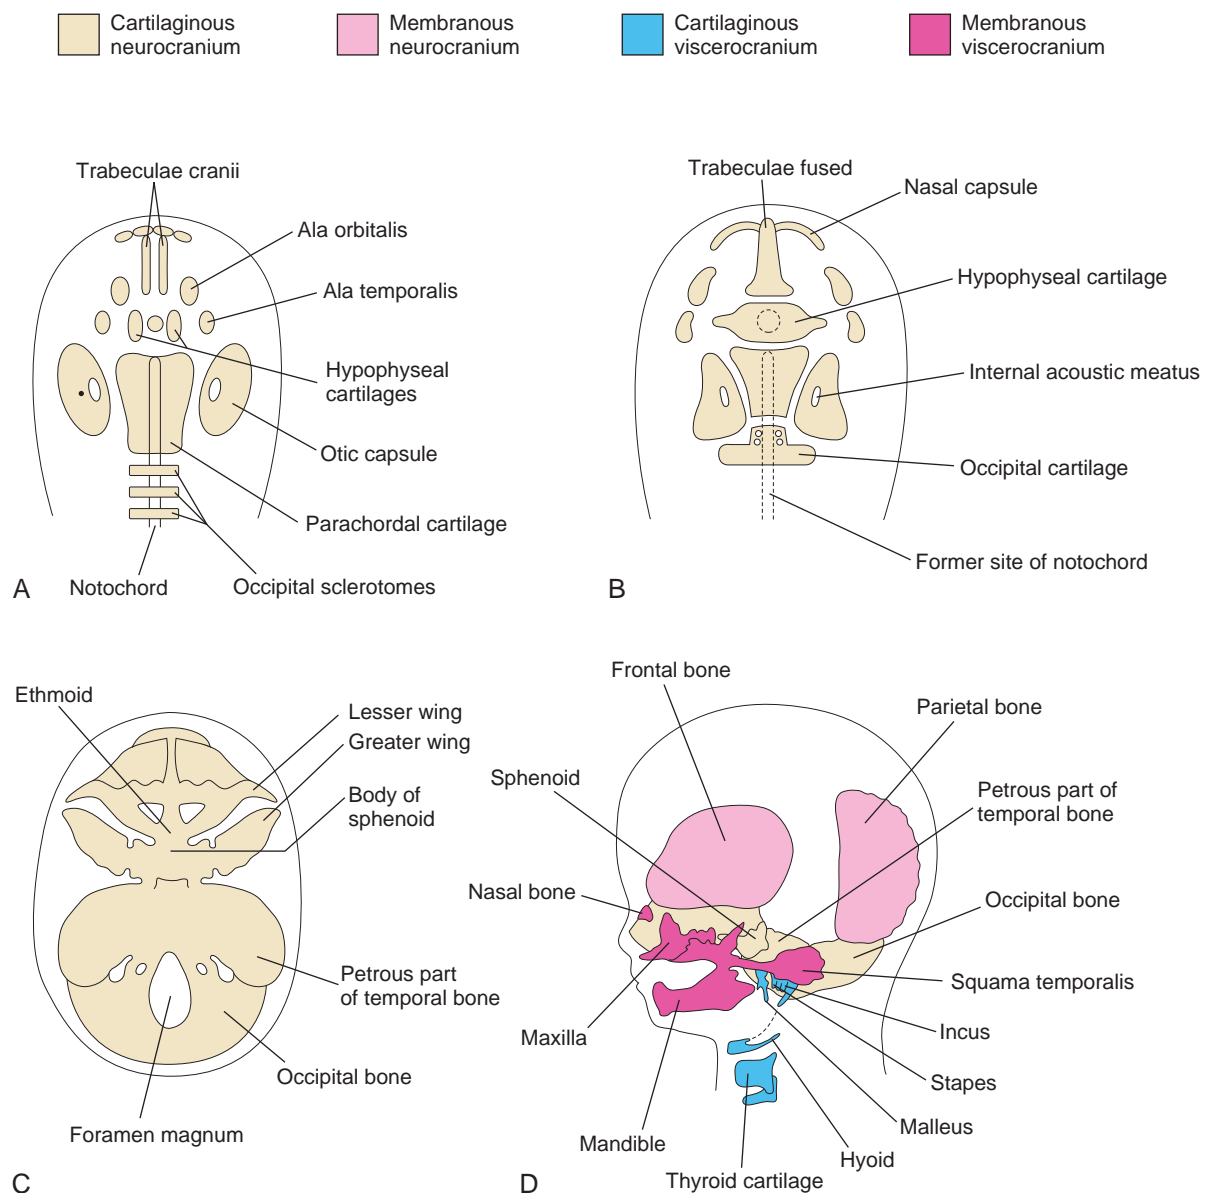 Cartilaginous
neurocranium
Membranous
neurocranium
Cartilaginous
viscerocranium
Membranous
viscerocranium
Trabeculae cranii
Ala orbitalis
Ala temporalis
Hypophyseal
cartilages
Otic capsule
Parachordal cartilage
Notochord
Occipital sclerotomes
A
Trabeculae fused
Nasal capsule
Hypophyseal cartilage
Internal acoustic meatus
Occipital cartilage
Former site of notochord
B
Ethmoid
Lesser wing
Greater wing
Body of
sphenoid
Petrous part
of temporal bone
Occipital bone
Foramen magnum
C
Frontal bone
Parietal bone
Sphenoid
Petrous part of
temporal bone
Nasal bone
Occipital bone
Squama temporalis
Maxilla
Incus
Stapes
Malleus
Mandible
Hyoid
Thyroid cartilage
D